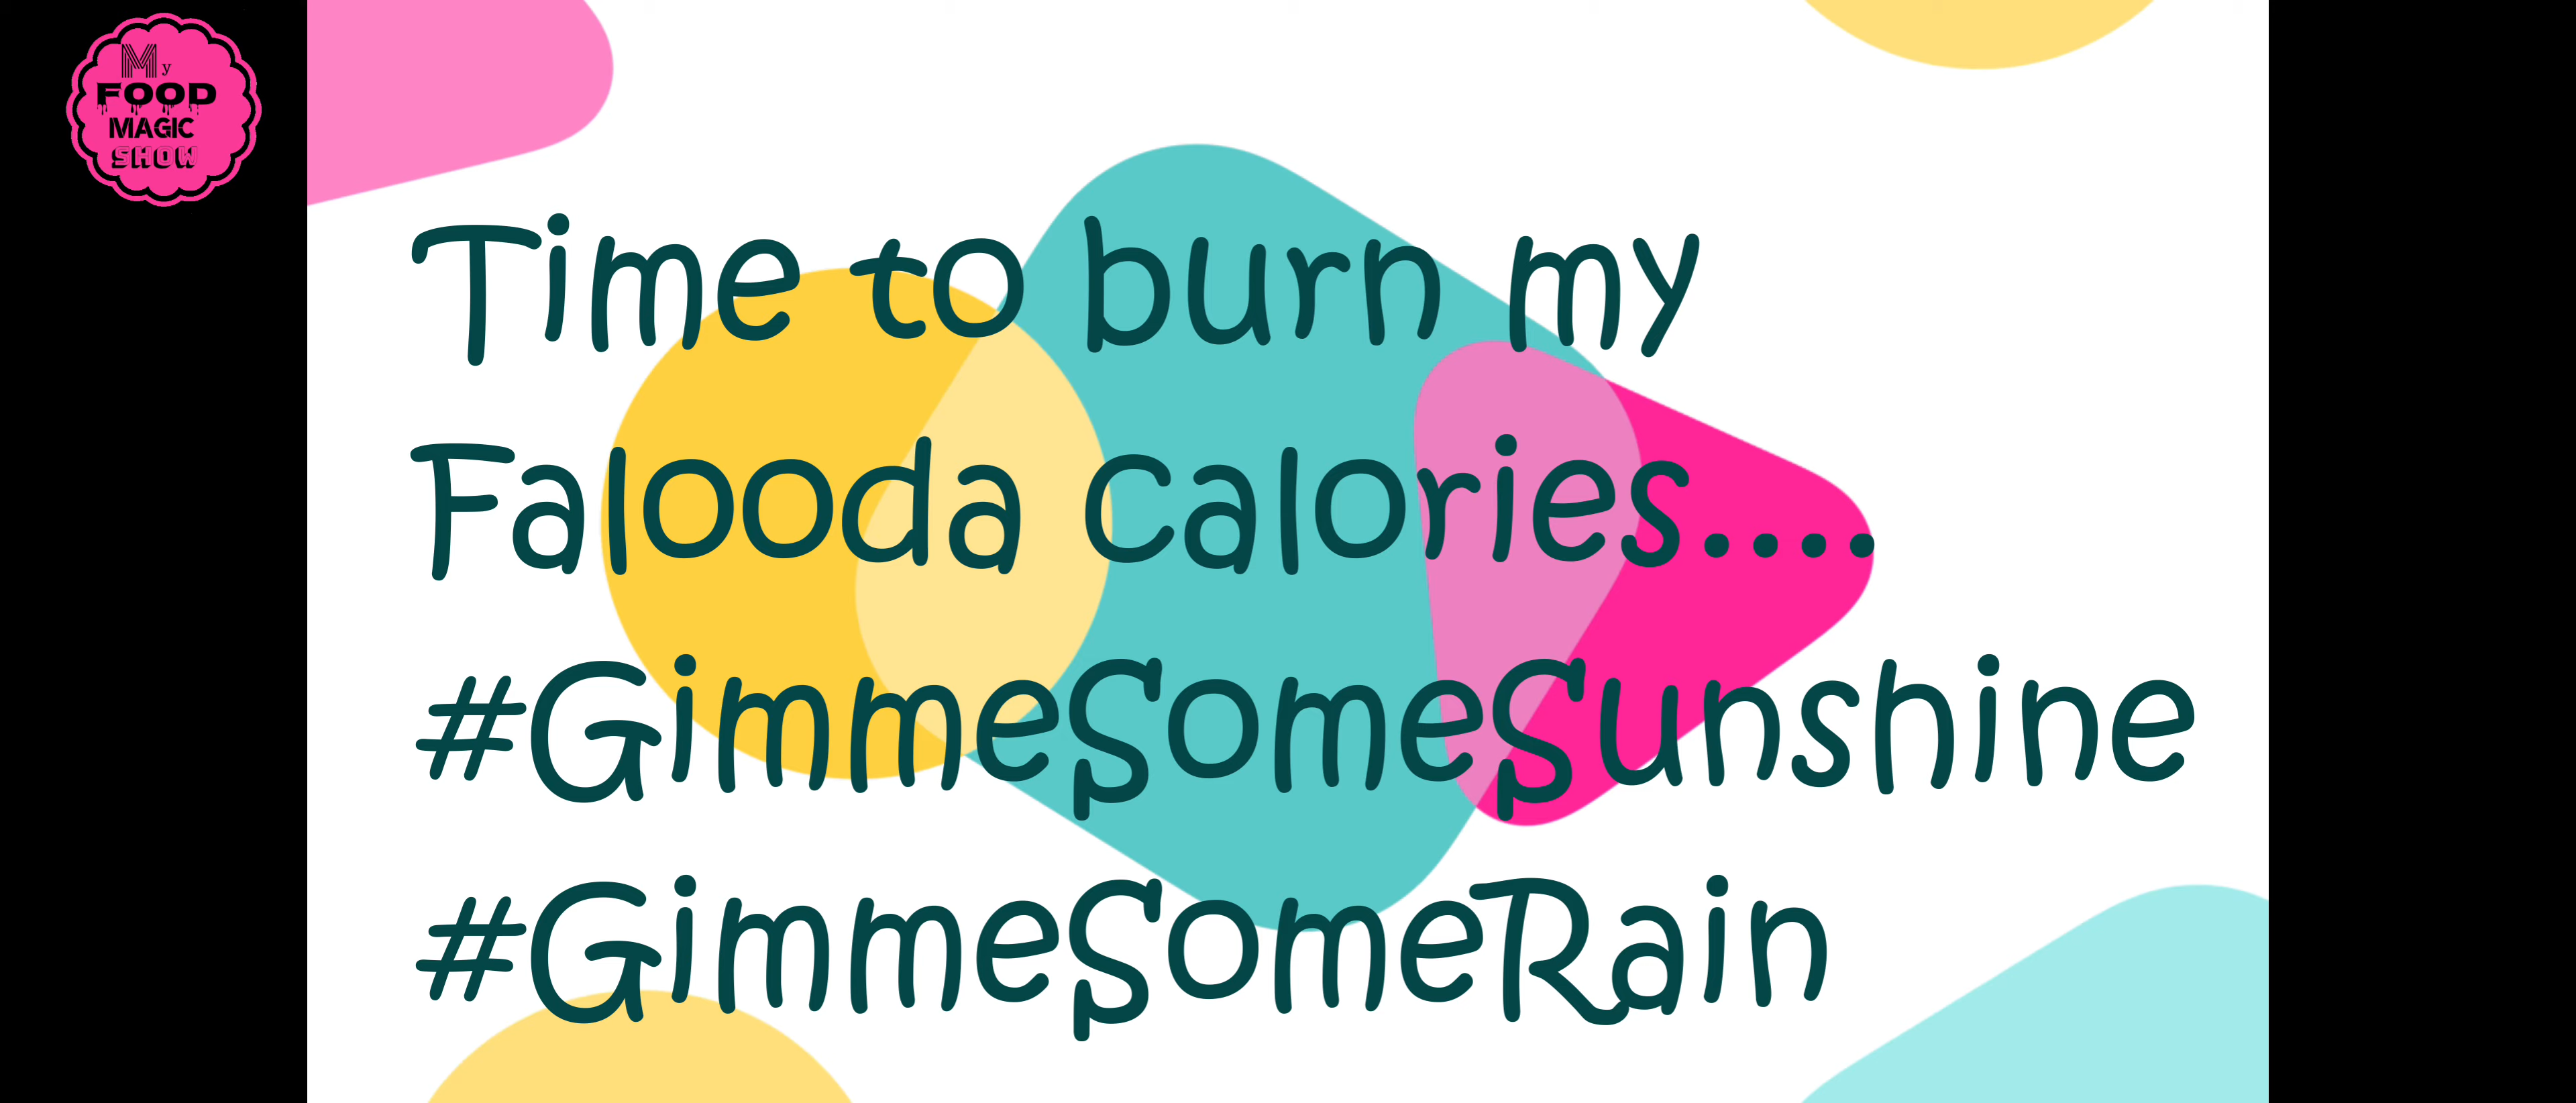 My
FOOD
MAGIC
SHOW
Time to burn my
Falooda calories....
#GimmeSomeSunshine
#GimmeSomeRain